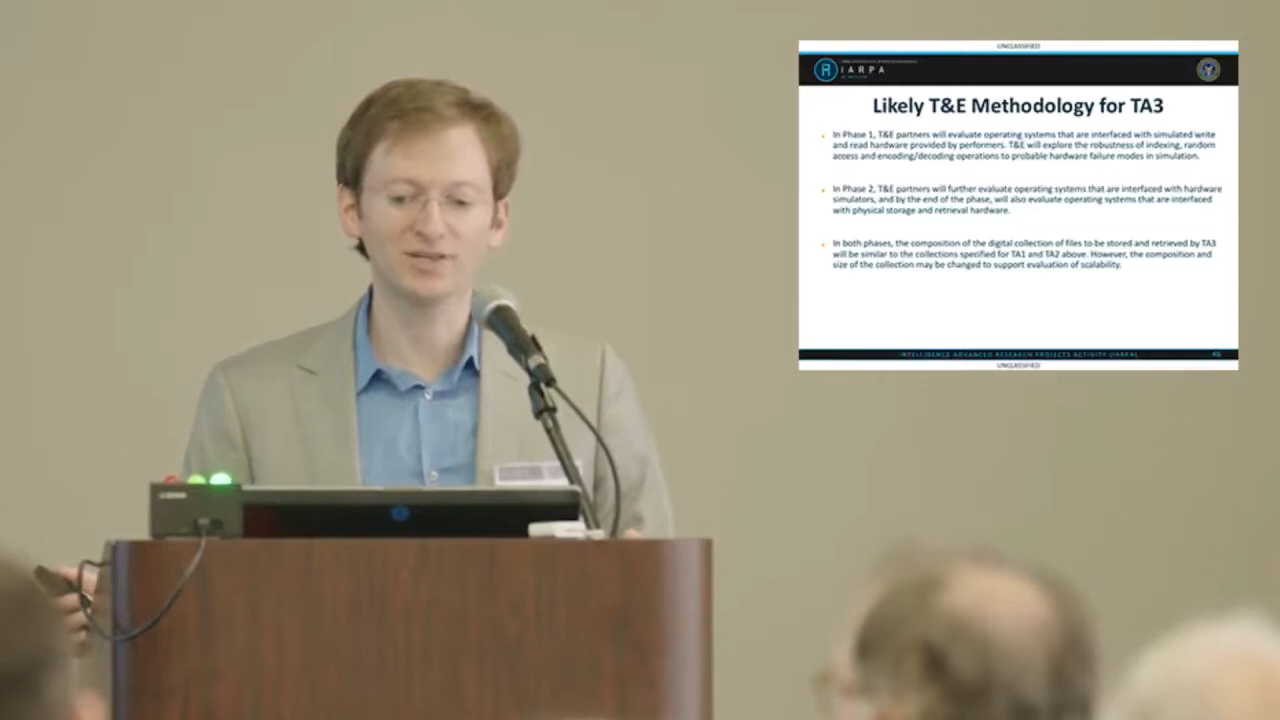 UNCLASSIFIED
IARPA
Likely T&E Methodology for TA3
In Phase 1, T&E partners will evaluate operating systems that are interfaced with simulated write
and read hardware provided by performers. T&E will explore the robustness of indexing, random
access and encoding/decoding operations to probable hardware failure modes in simulation.
In Phase 2, T&E partners will further evaluate operating systems that are interfaced with hardware
simulators, and by the end of the phase, will also evaluate operating systems that are interfaced
with physical storage and retrieval hardware.
In both phases, the composition of the digital collection of files to be stored and retrieved by TA3
will be similar to the collections specified for TA1 and TA2 above. However, the composition and
size of the collection may be changed to support evaluation of scalability.
INTELLIGENCE ADVANCED RESEARCH PROJECTS ACTIVITY (IARPA)
UNCLASSIFIED